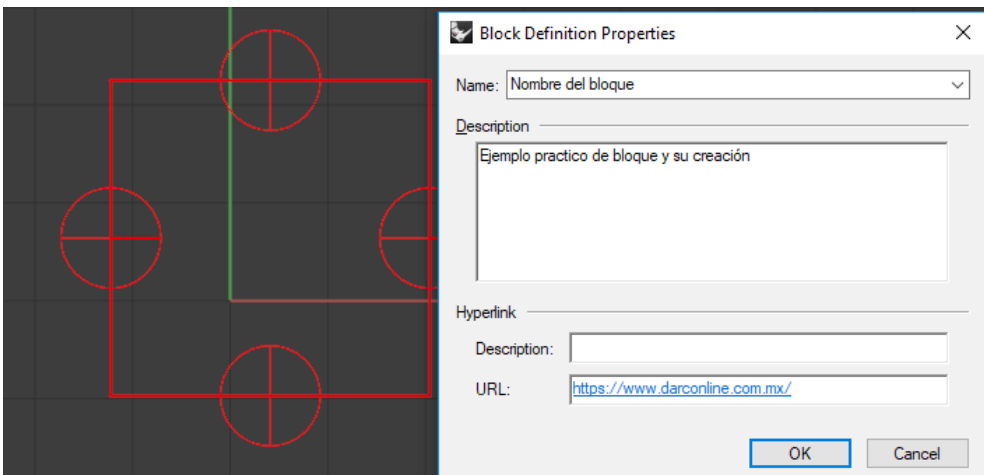 Block Definition Properties
Name: Nombre del bloque
Description
Ejemplo practico de bloque y su creación
Hyperlink
Description:
URL: https://www.darconline.com.mx/
OK Cancel